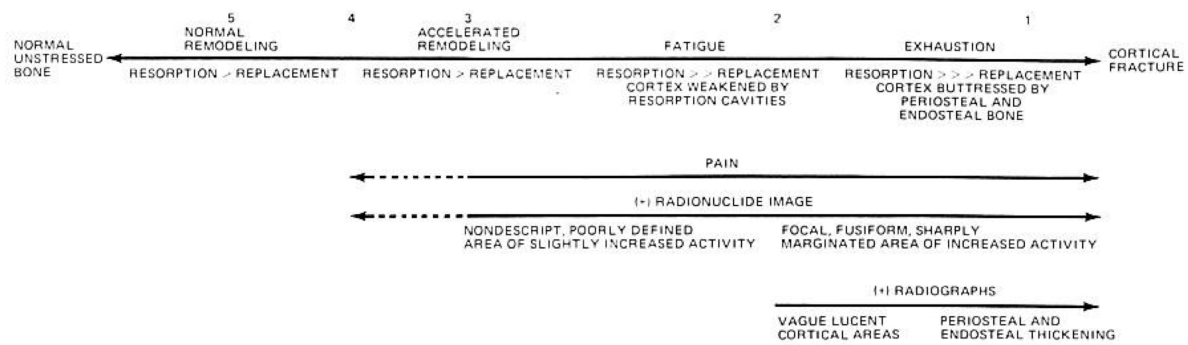 5 4 3 2 1
NORMAL REMODELING
ACCELERATED REMODELING
FATIGUE
EXHAUSTION
NORMAL
UNSTRESSED
BONE
CORTICAL
FRACTURE
RESORPTION > REPLACEMENT
RESORPTION > REPLACEMENT
RESORPTION > > REPLACEMENT
CORTEX WEAKENED BY
RESORPTION CAVITIES
RESORPTION > > > REPLACEMENT
CORTEX BUTTRESSED BY
PERIOSTEAL AND
ENDOSTEAL BONE
PAIN
(+) RADIONUCLIDE IMAGE
NONDESCRIPT, POORLY DEFINED
AREA OF SLIGHTLY INCREASED ACTIVITY
FOCAL, FUSIFORM, SHARPLY
MARGINATED AREA OF INCREASED ACTIVITY
(+) RADIOGRAPHS
VAGUE LUCENT
CORTICAL AREAS
PERIOSTEAL AND
ENDOSTEAL THICKENING